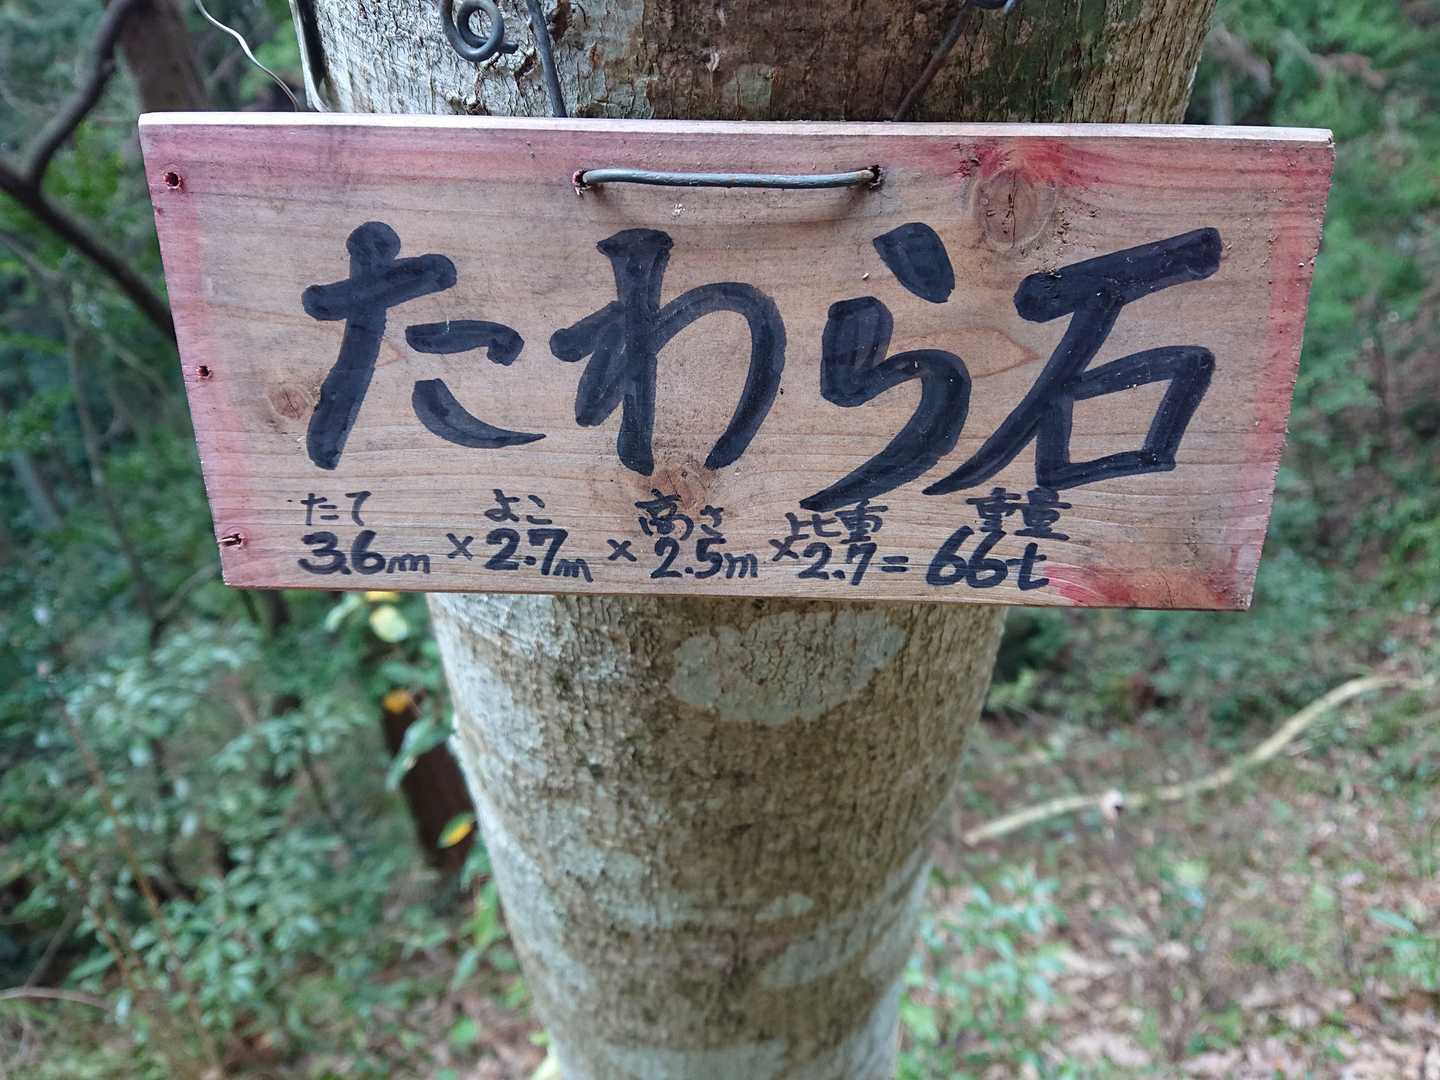 たわら石
たて よこ 高さ 比重 重量
3.6m × 2.7m × 2.5m × 2.7 = 66t